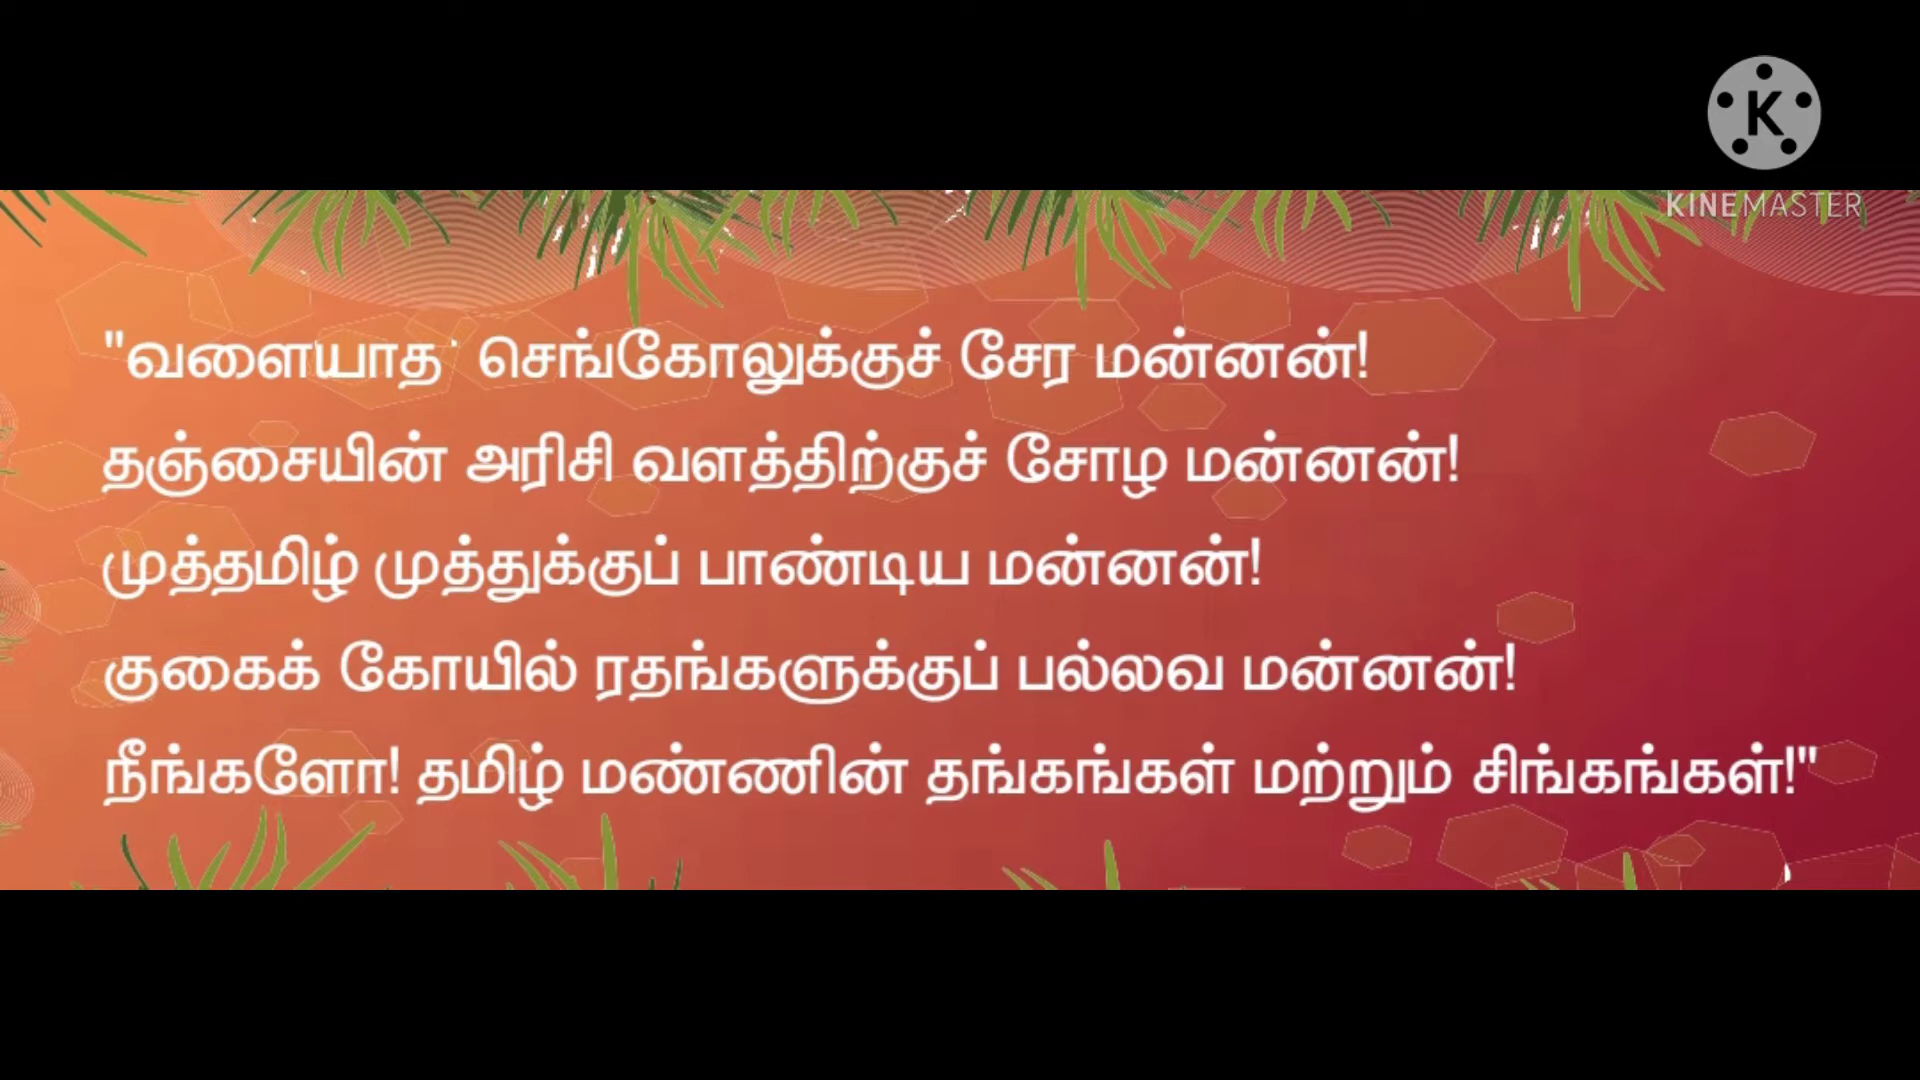 K
KINEMASTER
"வளையாத செங்கோலுக்குச் சேர மன்னன்!
தஞ்சையின் அரிசி வளத்திற்குச் சோழ மன்னன்!
முத்தமிழ் முத்துக்குப் பாண்டிய மன்னன்!
குகைக் கோயில் ரதங்களுக்குப் பல்லவ மன்னன்!
நீங்களோ! தமிழ் மண்ணின் தங்கங்கள் மற்றும் சிங்கங்கள்!"